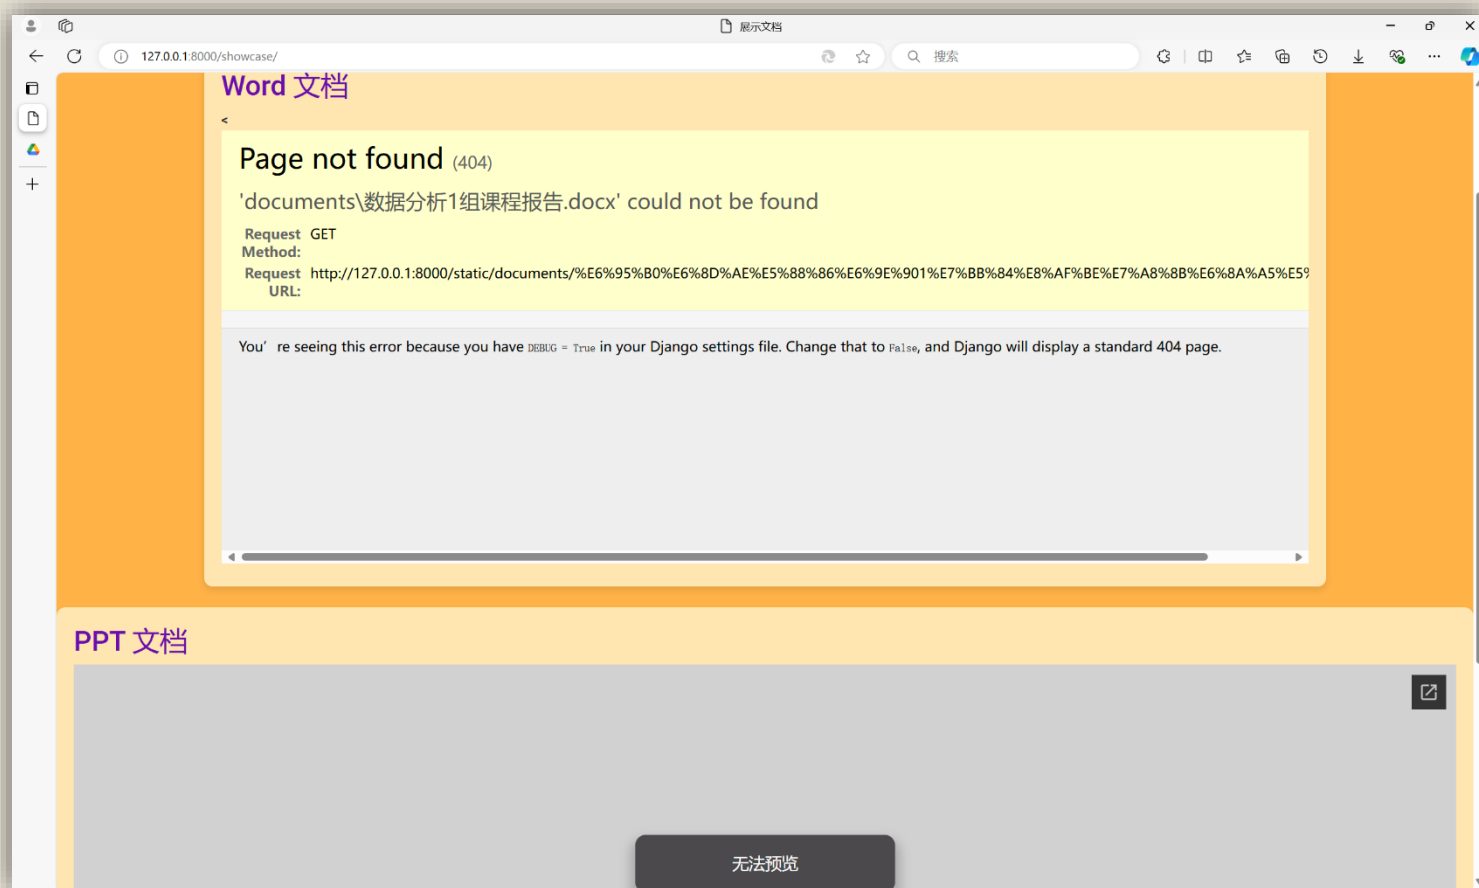 展示文档
127.0.0.1:8000/showcase/
搜索
Word 文档
<
Page not found (404)
'documents\数据分析1组课程报告.docx' could not be found
Request Method: GET
Request URL: http://127.0.0.1:8000/static/documents/%E6%95%B0%E6%8D%AE%E5%88%86%E6%9E%901%E7%BB%84%E8%AF%BE%E7%A8%8B%E6%8A%A5%E5%
You’re seeing this error because you have DEBUG = True in your Django settings file. Change that to False, and Django will display a standard 404 page.
PPT 文档
无法预览